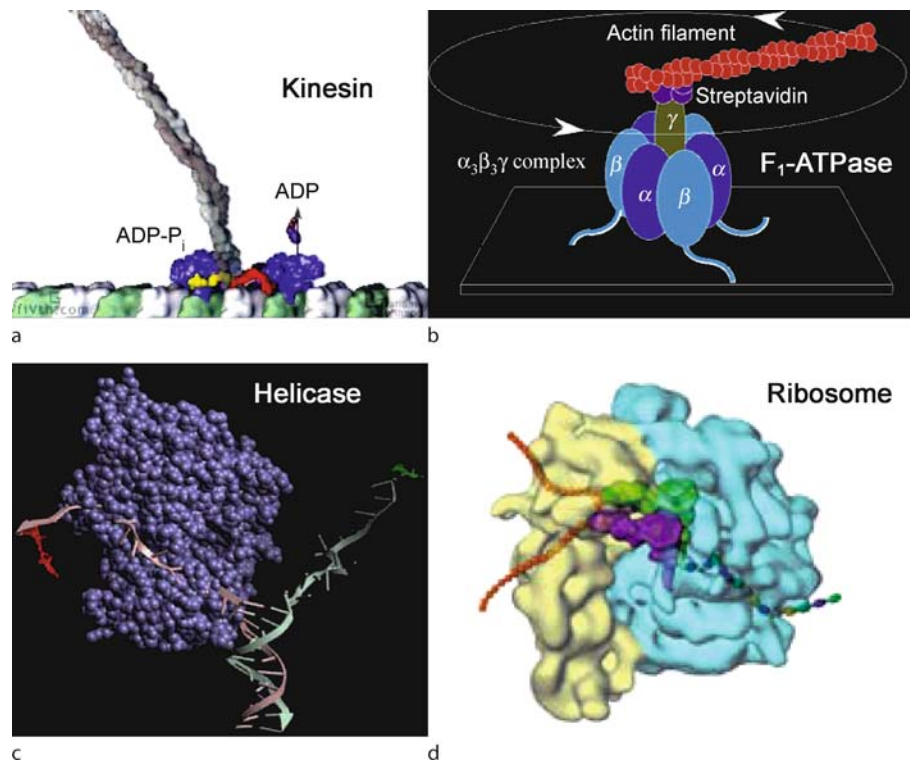 Kinesin
ADP
ADP-Pᵢ
a
Actin filament
Streptavidin
γ
α₃β₃γ complex
F₁-ATPase
β
α
α
β
b
Helicase
c
Ribosome
d